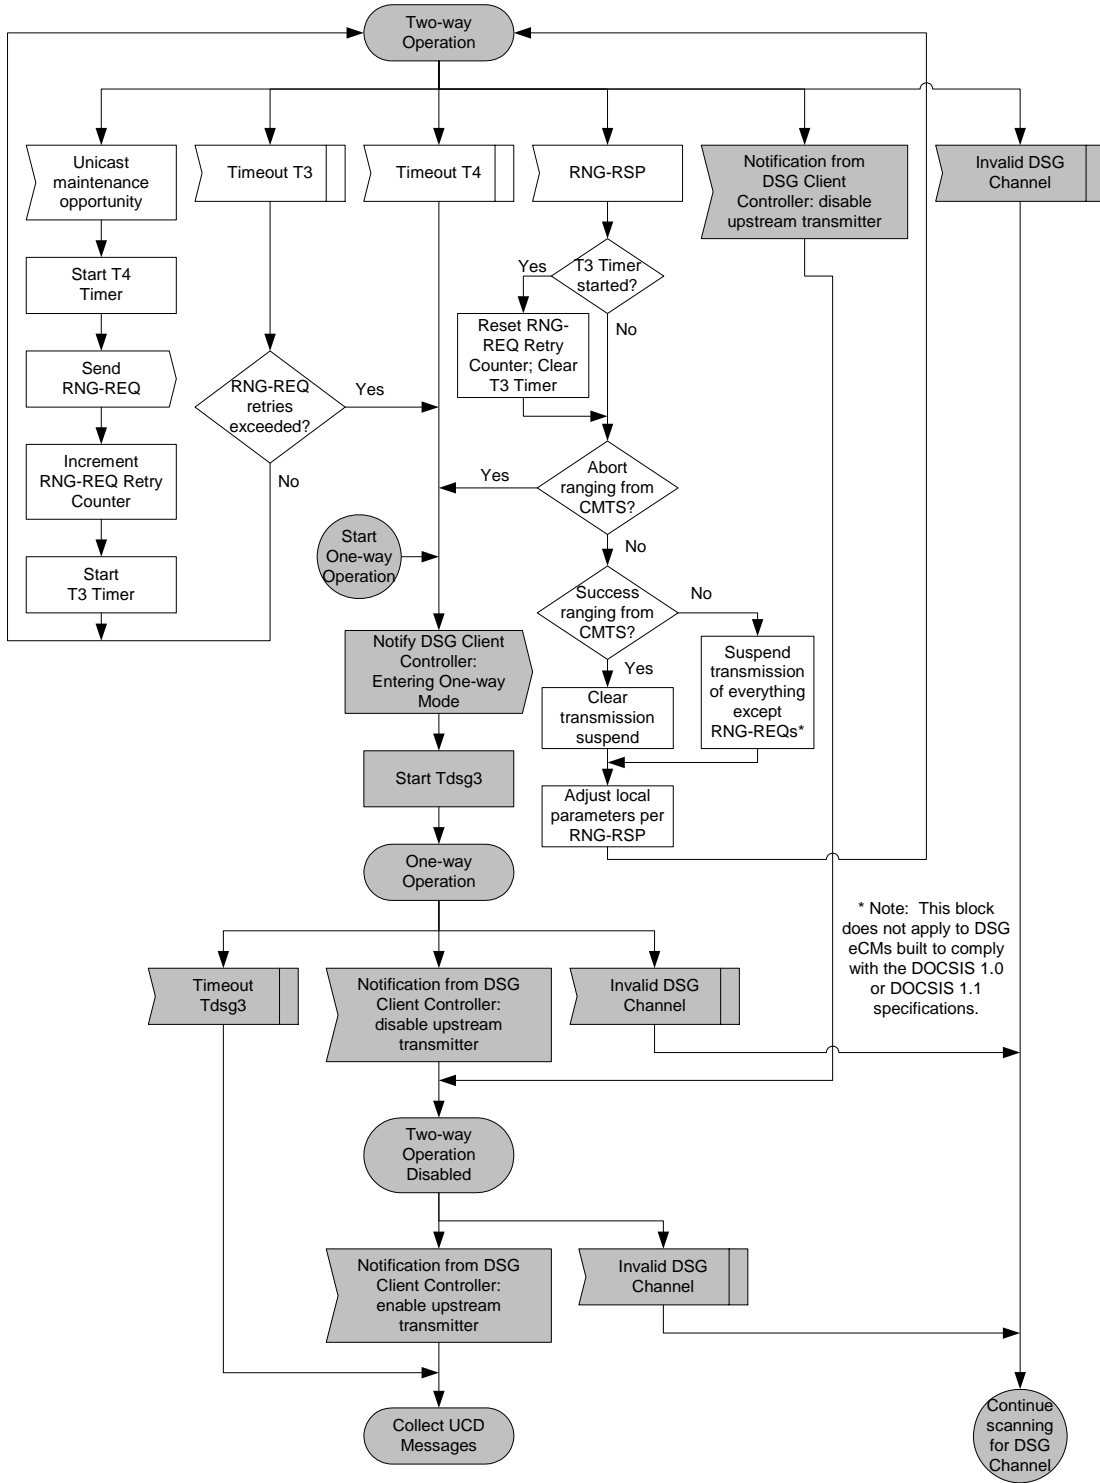 Two-way
Operation
Unicast
maintenance
opportunity
Timeout T3
Timeout T4
RNG-RSP
Notification from
DSG Client
Controller: disable
upstream transmitter
Invalid DSG
Channel
Start T4
Timer
Yes
T3 Timer
started?
No
Reset RNG-
REQ Retry
Counter; Clear
T3 Timer
Send
RNG-REQ
RNG-REQ
retries
exceeded?
Yes
No
Increment
RNG-REQ Retry
Counter
Yes
Abort
ranging from
CMTS?
No
Start
One-way
Operation
Start
T3 Timer
Success
ranging from
CMTS?
No
Yes
Notify DSG Client
Controller:
Entering One-way
Mode
Suspend
transmission
of everything
except
RNG-REQs*
Clear
transmission
suspend
Start Tdsg3
Adjust local
parameters per
RNG-RSP
One-way
Operation
* Note: This block
does not apply to DSG
eCMs built to comply
with the DOCSIS 1.0
or DOCSIS 1.1
specifications.
Timeout
Tdsg3
Notification from DSG
Client Controller:
disable upstream
transmitter
Invalid DSG
Channel
Two-way
Operation
Disabled
Notification from DSG
Client Controller:
enable upstream
transmitter
Invalid DSG
Channel
Collect UCD
Messages
Continue
scanning
for DSG
Channel